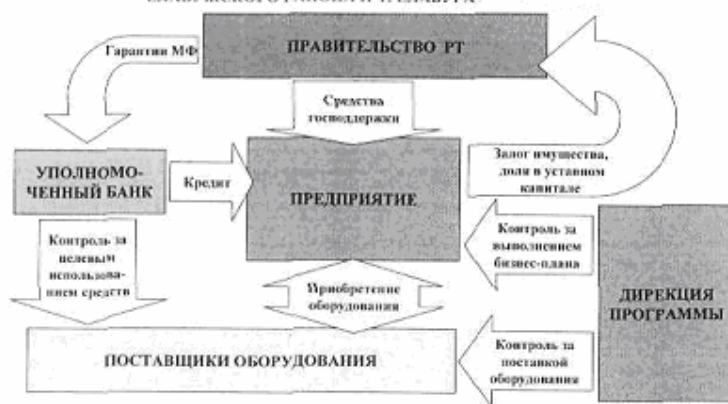 Гарантии МФ
ПРАВИТЕЛЬСТВО РТ
Средства
господдержки
УПОЛНОМО-
ЧЕННЫЙ БАНК
Кредит
ПРЕДПРИЯТИЕ
Залог имущества,
доля в уставном
капитале
Контроль за
целевым
использова-
нием средств
Контроль за
выполнением
бизнес-плана
ДИРЕКЦИЯ
ПРОГРАММЫ
Приобретение
оборудования
ПОСТАВЩИКИ ОБОРУДОВАНИЯ
Контроль за
поставкой
оборудования